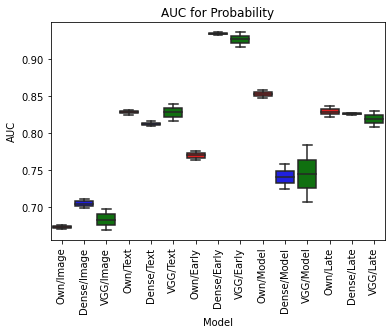 AUC for Probability
AUC
0.90
0.85
0.80
0.75
0.70
Own/Image
Dense/Image
VGG/Image
Own/Text
Dense/Text
VGG/Text
Own/Early
Dense/Early
VGG/Early
Own/Model
Dense/Model
VGG/Model
Own/Late
Dense/Late
VGG/Late
Model